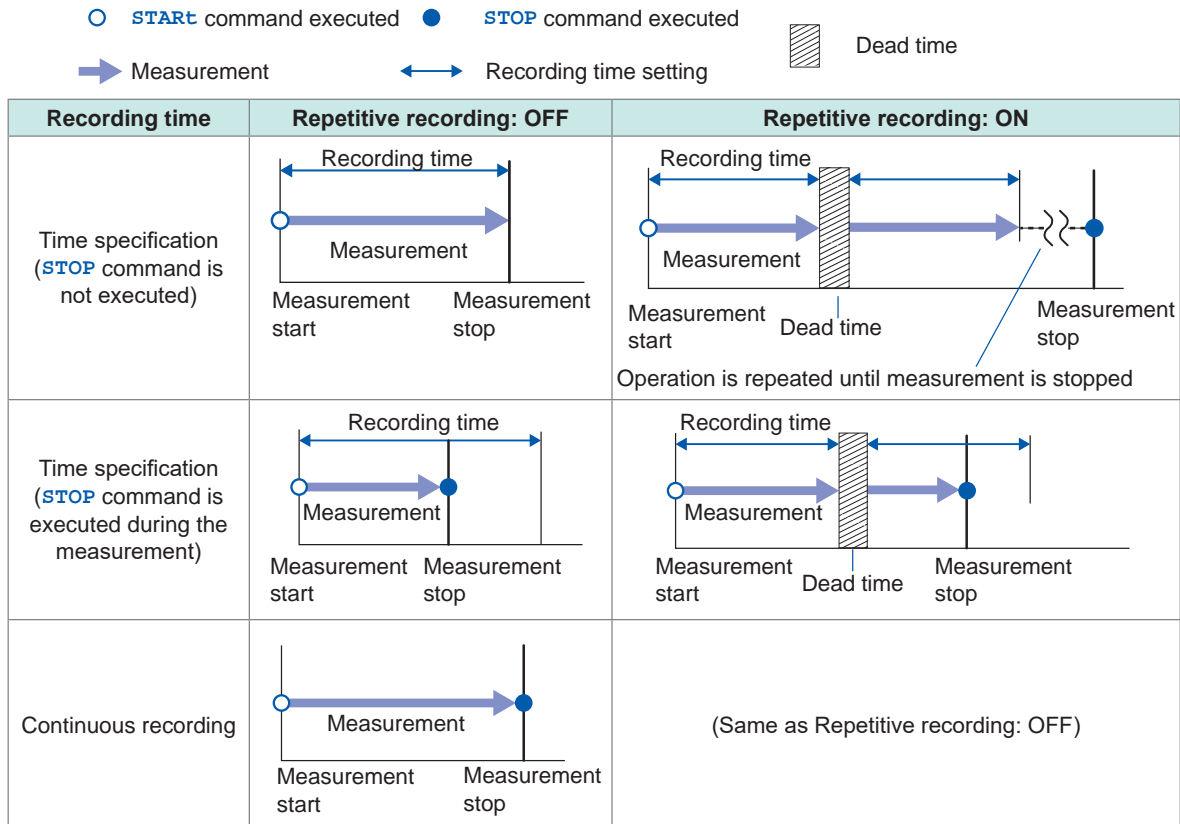 STARt command executed
STOP command executed
Dead time
Measurement
Recording time setting
Recording time
Repetitive recording: OFF
Repetitive recording: ON
Time specification
(STOP command is
not executed)
Recording time
Measurement
Measurement
start
Measurement
stop
Recording time
Measurement
Measurement
start
Dead time
Measurement
stop
Operation is repeated until measurement is stopped
Time specification
(STOP command is
executed during the
measurement)
Recording time
Measurement
Measurement
start
Measurement
stop
Recording time
Measurement
Measurement
start
Dead time
Measurement
stop
Continuous recording
Measurement
Measurement
start
Measurement
stop
(Same as Repetitive recording: OFF)